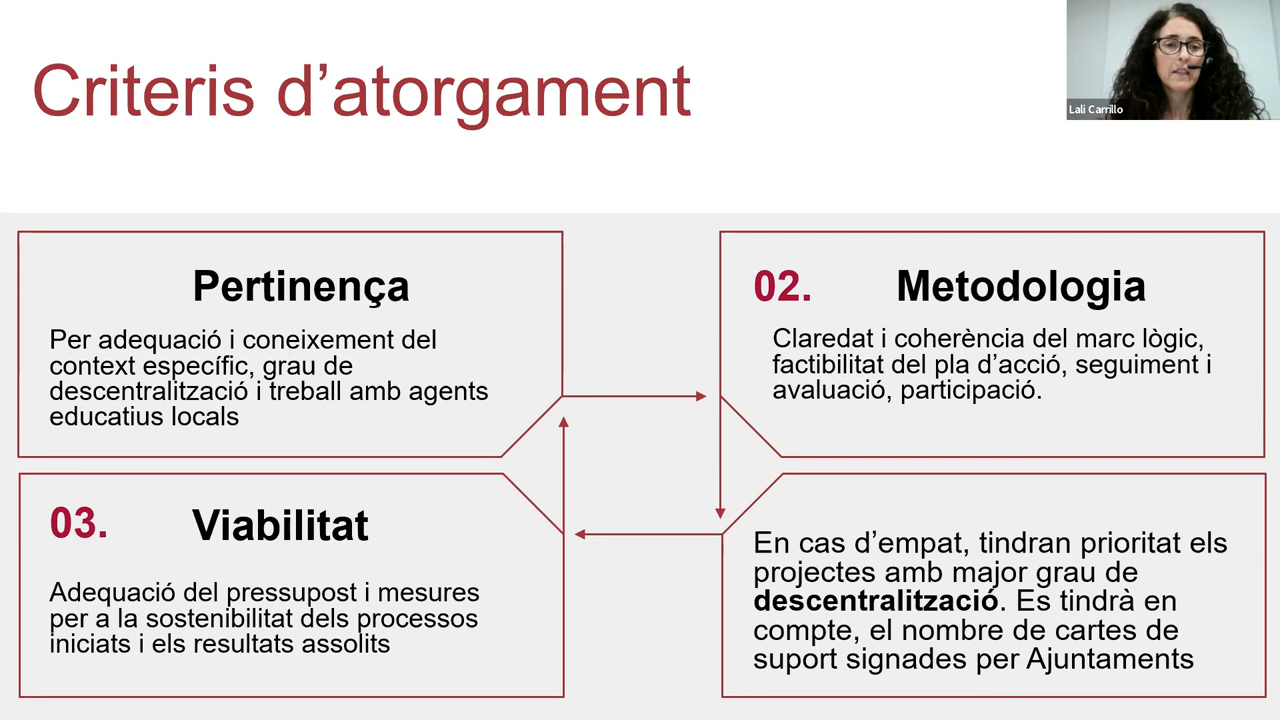 Criteris d’atorgament
Lali Carrillo
Pertinença
Per adequació i coneixement del
context específic, grau de
descentralització i treball amb agents
educatius locals
02. Metodologia
Claredat i coherència del marc lògic,
factibilitat del pla d’acció, seguiment i
avaluació, participació.
03. Viabilitat
Adequació del pressupost i mesures
per a la sostenibilitat dels processos
iniciats i els resultats assolits
En cas d’empat, tindran prioritat els
projectes amb major grau de
descentralització. Es tindrà en
compte, el nombre de cartes de
suport signades per Ajuntaments